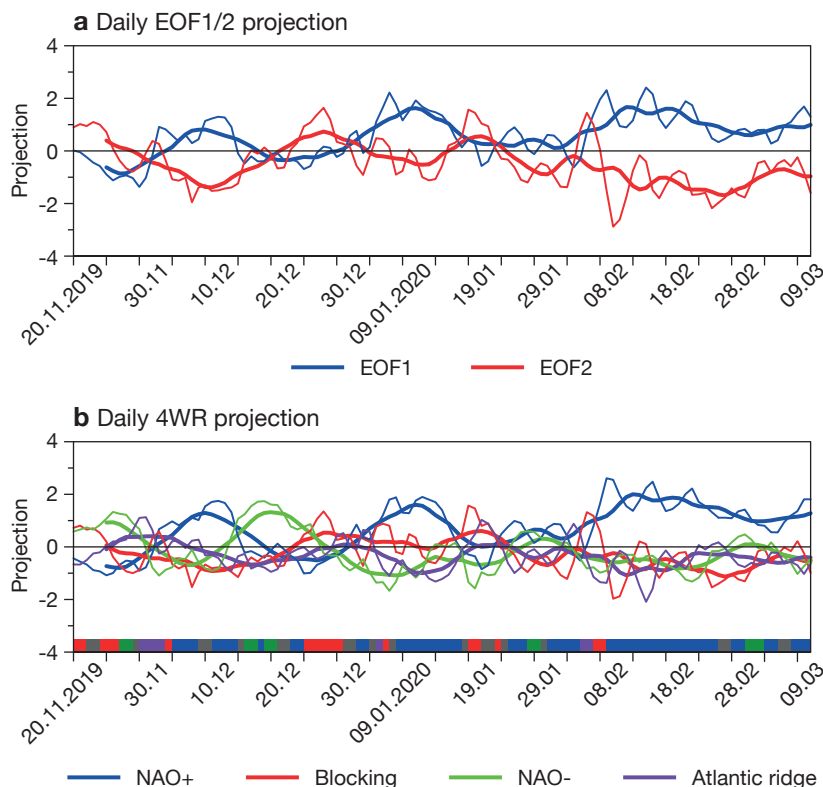 a Daily EOF1/2 projection
4
2
0
-2
-4
Projection
20.11.2019 30.11 10.12 20.12 30.12 09.01.2020 19.01 29.01 08.02 18.02 28.02 09.03
EOF1 EOF2
b Daily 4WR projection
4
2
0
-2
-4
Projection
20.11.2019 30.11 10.12 20.12 30.12 09.01.2020 19.01 29.01 08.02 18.02 28.02 09.03
NAO+ Blocking NAO- Atlantic ridge